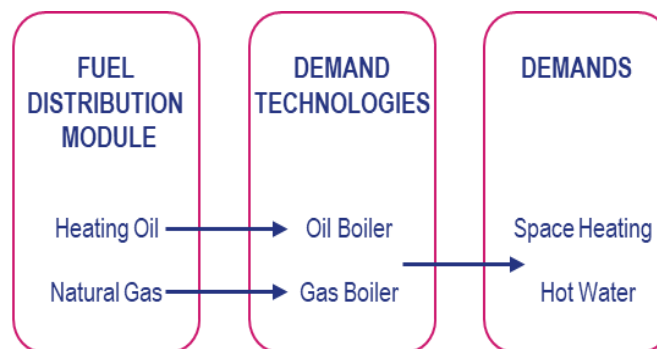 FUEL
DISTRIBUTION
MODULE
Heating Oil
Natural Gas
DEMAND
TECHNOLOGIES
Oil Boiler
Gas Boiler
DEMANDS
Space Heating
Hot Water